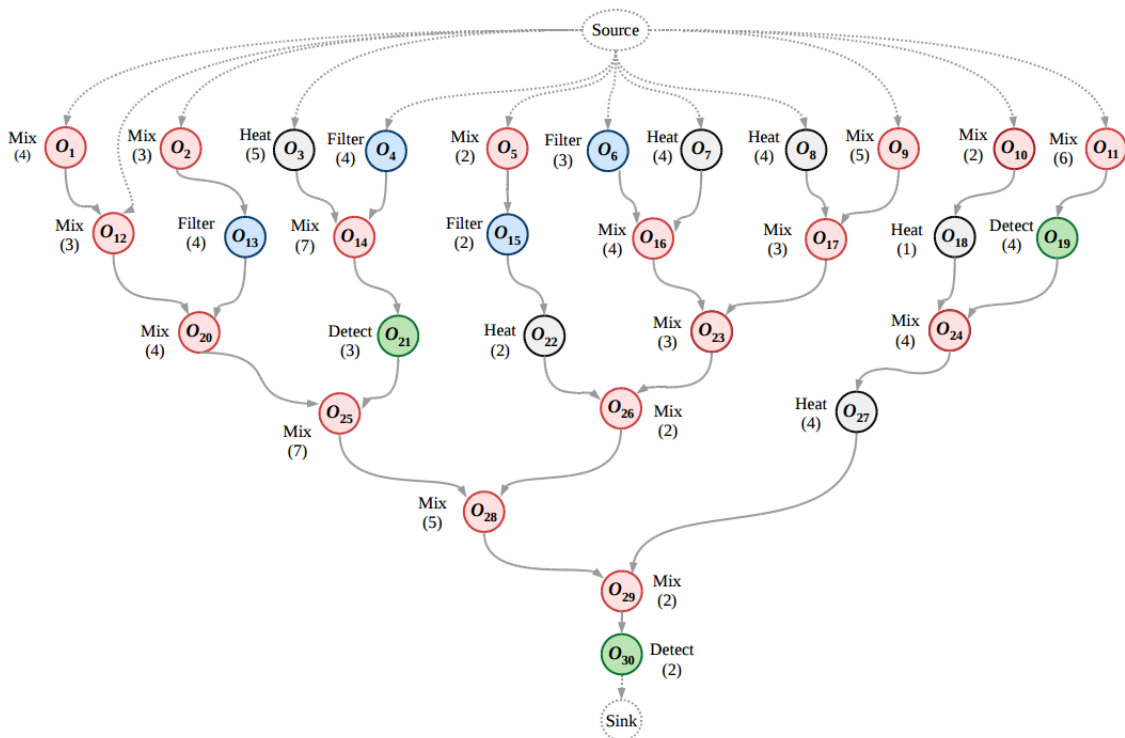 Source
Mix
(4)
O1
Mix
(3)
O2
Heat
(5)
O3
Filter
(4)
O4
Mix
(2)
O5
Filter
(3)
O6
Heat
(4)
O7
Heat
(4)
O8
Mix
(5)
O9
Mix
(2)
O10
Mix
(6)
O11
Mix
(3)
O12
Filter
(4)
O13
Mix
(7)
O14
Filter
(2)
O15
Mix
(4)
O16
Mix
(3)
O17
Heat
(1)
O18
Detect
(4)
O19
Mix
(4)
O20
Detect
(3)
O21
Heat
(2)
O22
Mix
(3)
O23
Mix
(4)
O24
Mix
(7)
O25
O26
Mix
(2)
Heat
(4)
O27
Mix
(5)
O28
O29
Mix
(2)
O30
Detect
(2)
Sink